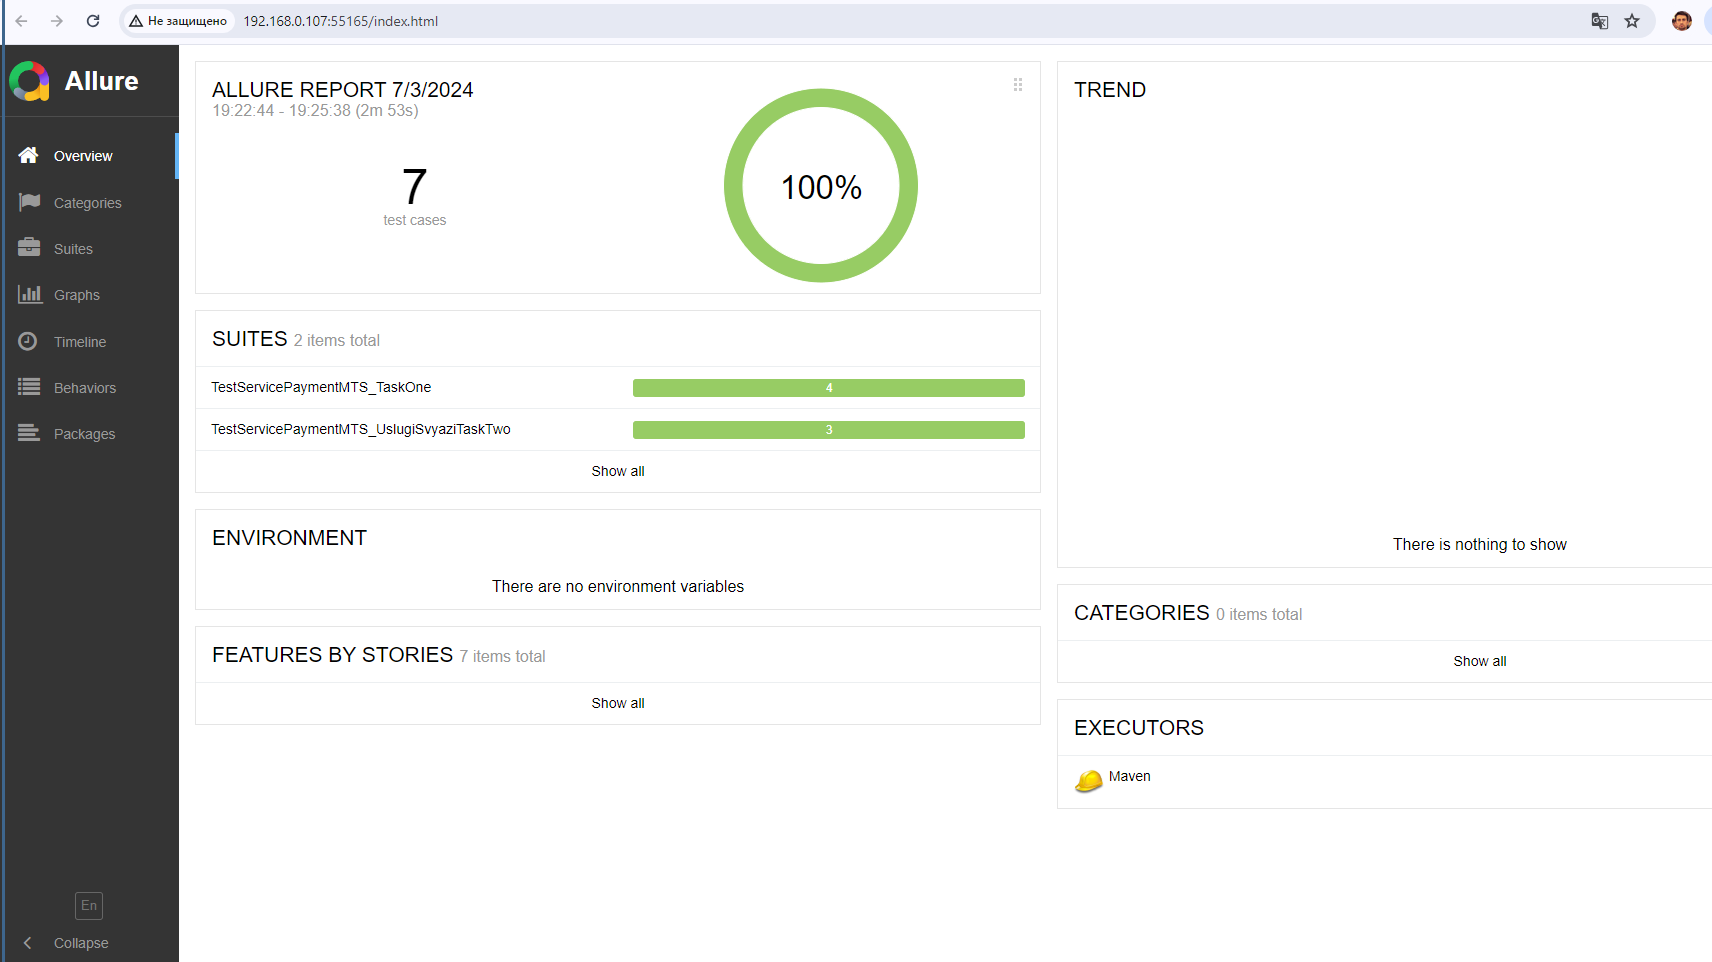 Не защищено
192.168.0.107:55165/index.html
Allure
Overview
Categories
Suites
Graphs
Timeline
Behaviors
Packages
En
Collapse
ALLURE REPORT 7/3/2024
19:22:44 - 19:25:38 (2m 53s)
7
test cases
100%
SUITES 2 items total
TestServicePaymentMTS_TaskOne
4
TestServicePaymentMTS_UslugiSvyaziTaskTwo
3
Show all
ENVIRONMENT
There are no environment variables
FEATURES BY STORIES 7 items total
Show all
TREND
There is nothing to show
CATEGORIES 0 items total
Show all
EXECUTORS
Maven